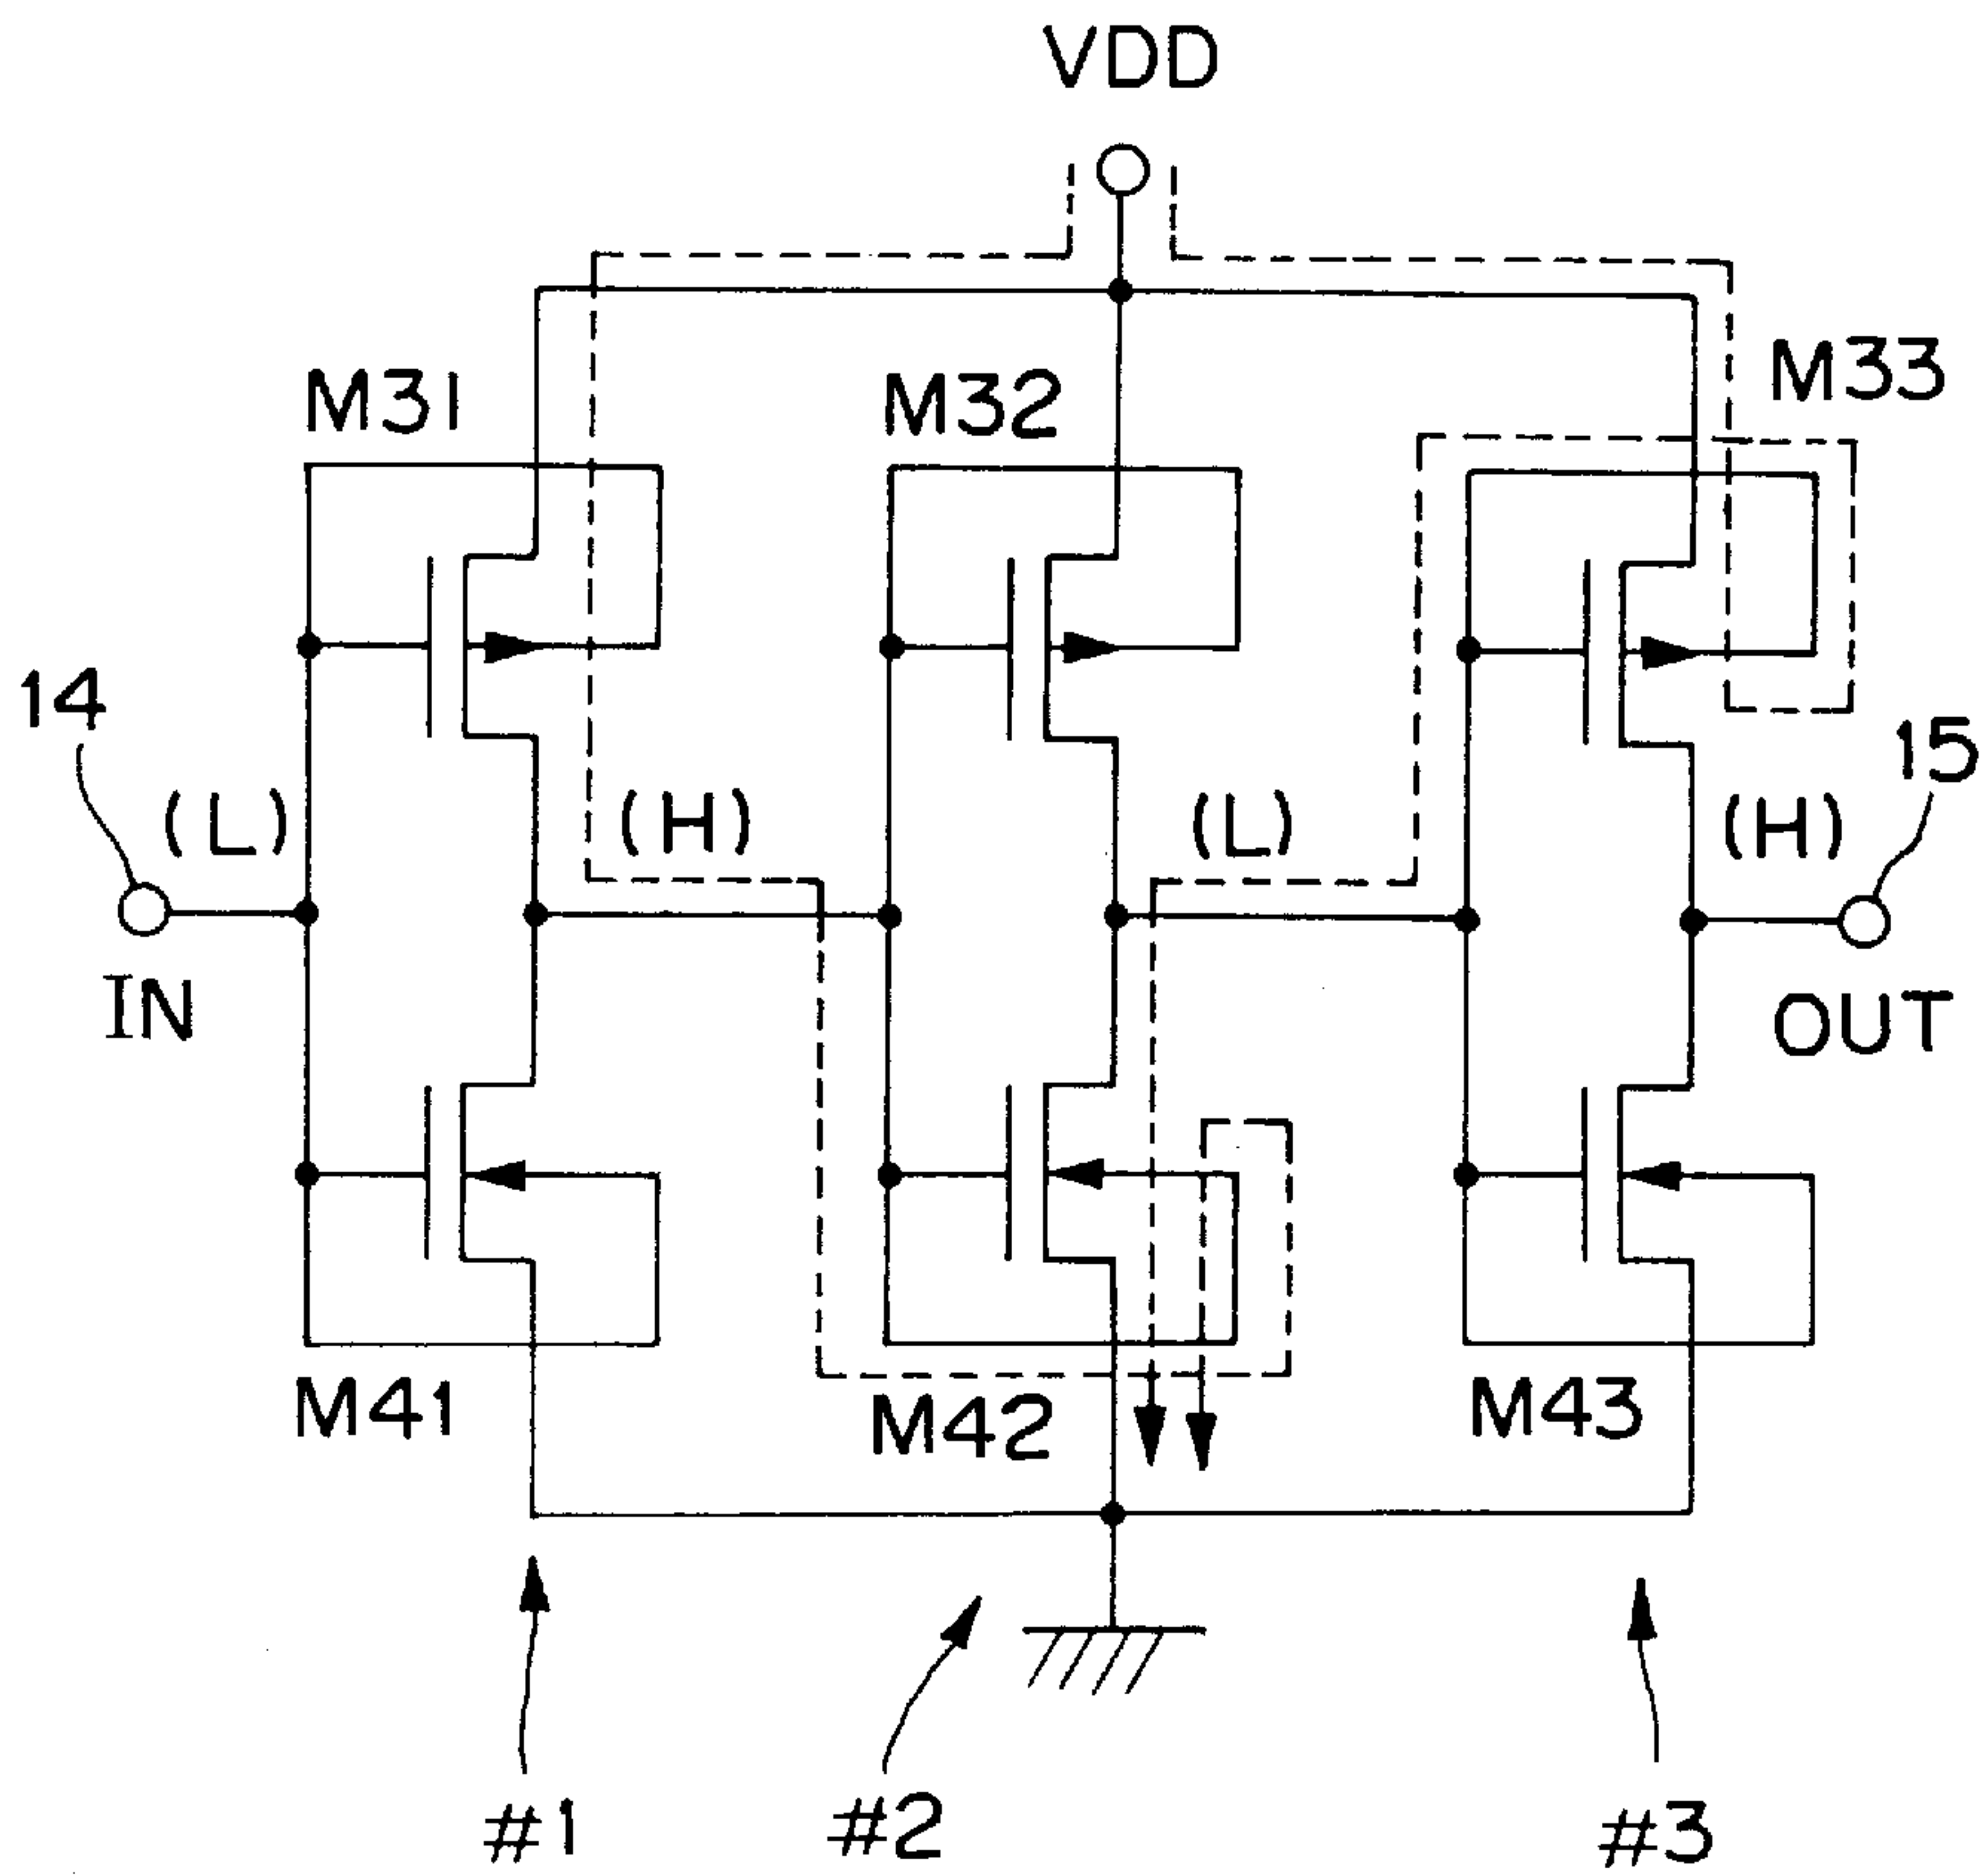 VDD
M31
M32
M33
14
15
(L)
(H)
(L)
(H)
IN
OUT
M41
M42
M43
#1
#2
#3